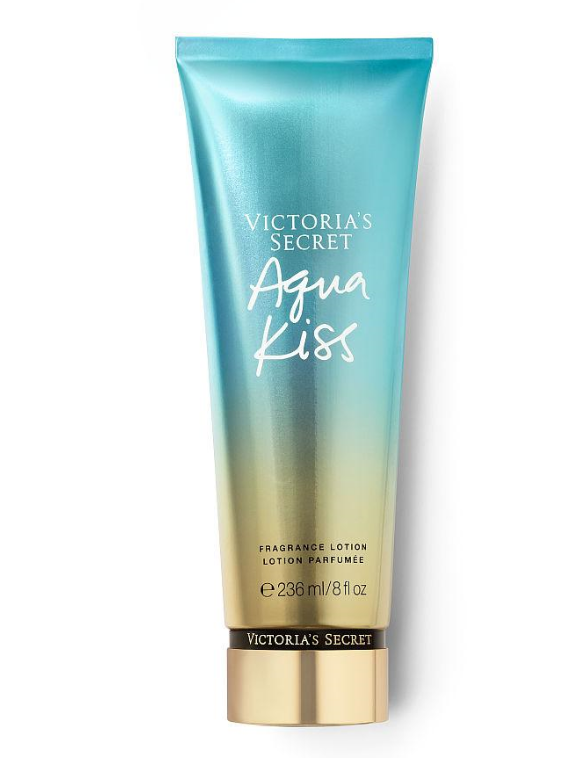 VICTORIA'S
SECRET
Aqua
Kiss
FRAGRANCE LOTION
LOTION PARFUMÉE
℮ 236 ml/8 fl oz
VICTORIA'S SECRET